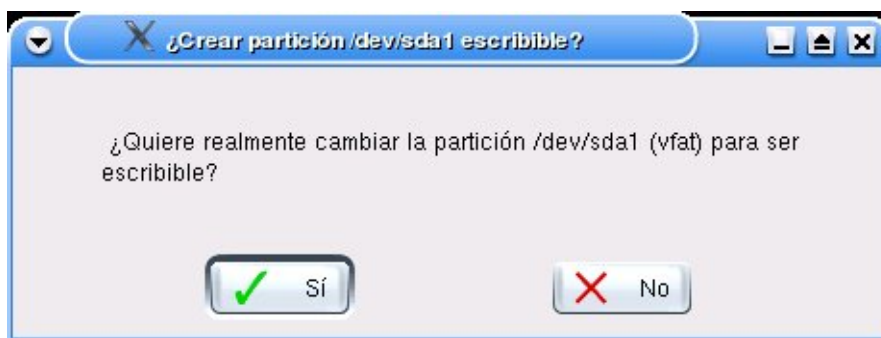 ¿Crear partición /dev/sda1 escribible?
¿Quiere realmente cambiar la partición /dev/sda1 (vfat) para ser
escribible?
Sí
No